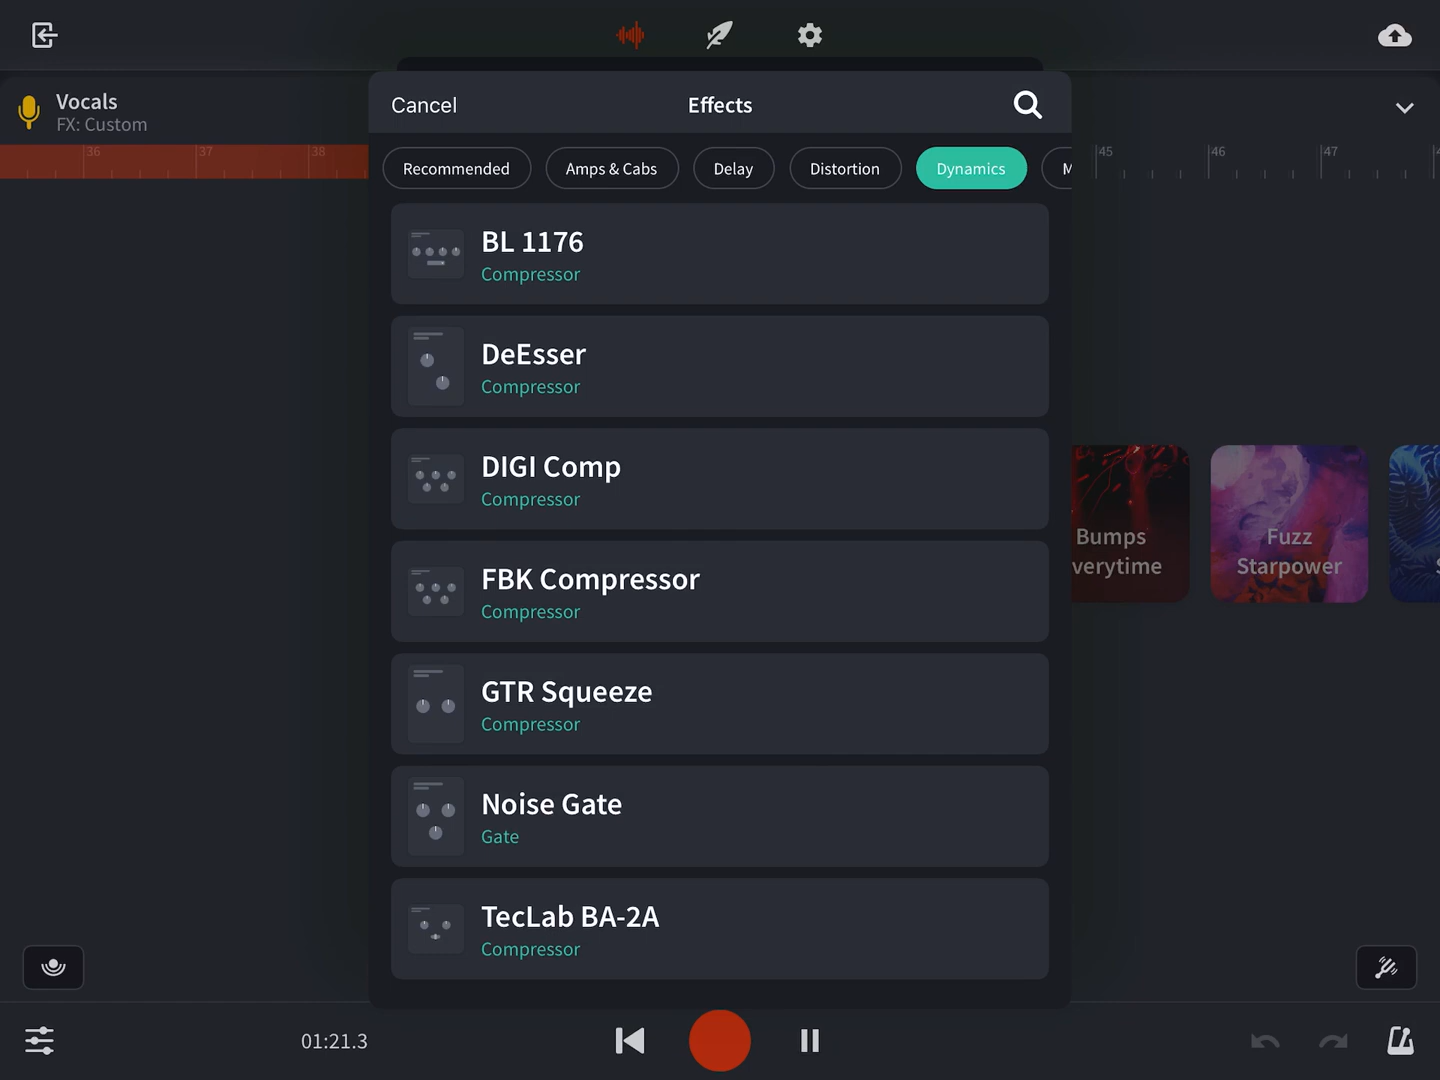 Vocals
FX: Custom
Cancel
Effects
36
37
38
45
46
47
Recommended
Amps & Cabs
Delay
Distortion
Dynamics
M
BL 1176
Compressor
DeEsser
Compressor
DIGI Comp
Compressor
FBK Compressor
Compressor
GTR Squeeze
Compressor
Noise Gate
Gate
TecLab BA-2A
Compressor
Bumps
verytime
Fuzz
Starpower
01:21.3